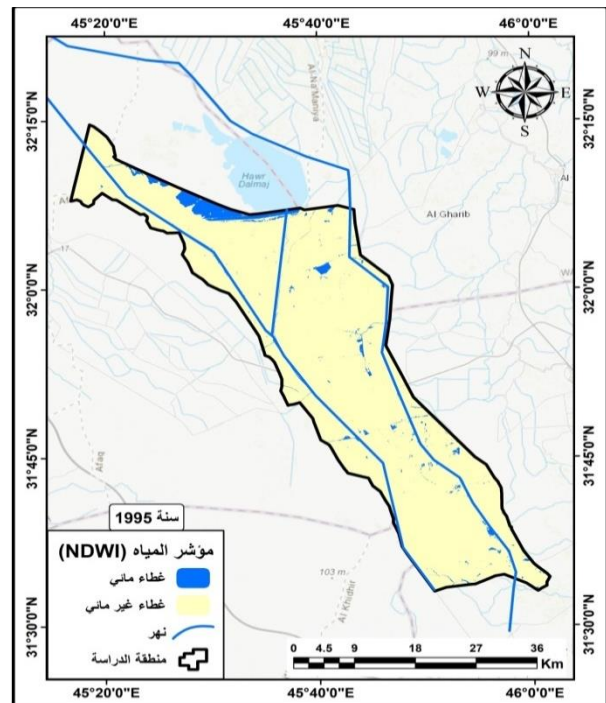 45°20'0"E 45°40'0"E 46°0'0"E
99 m
N
W E
S
Al Na'Maniya
32°15'0"N 32°15'0"N
Hawr
Dalmaj
Al Gharib
32°0'0"N 32°0'0"N
31°45'0"N 31°45'0"N
Afaq
سنة 1995
مؤشر المياه (NDWI)
غطاء مائي
غطاء غير مائي
نهر
منطقة الدراسة
103 m
Al Khidhir
31°30'0"N 31°30'0"N
0 4.5 9 18 27 36
Km
45°20'0"E 45°40'0"E 46°0'0"E